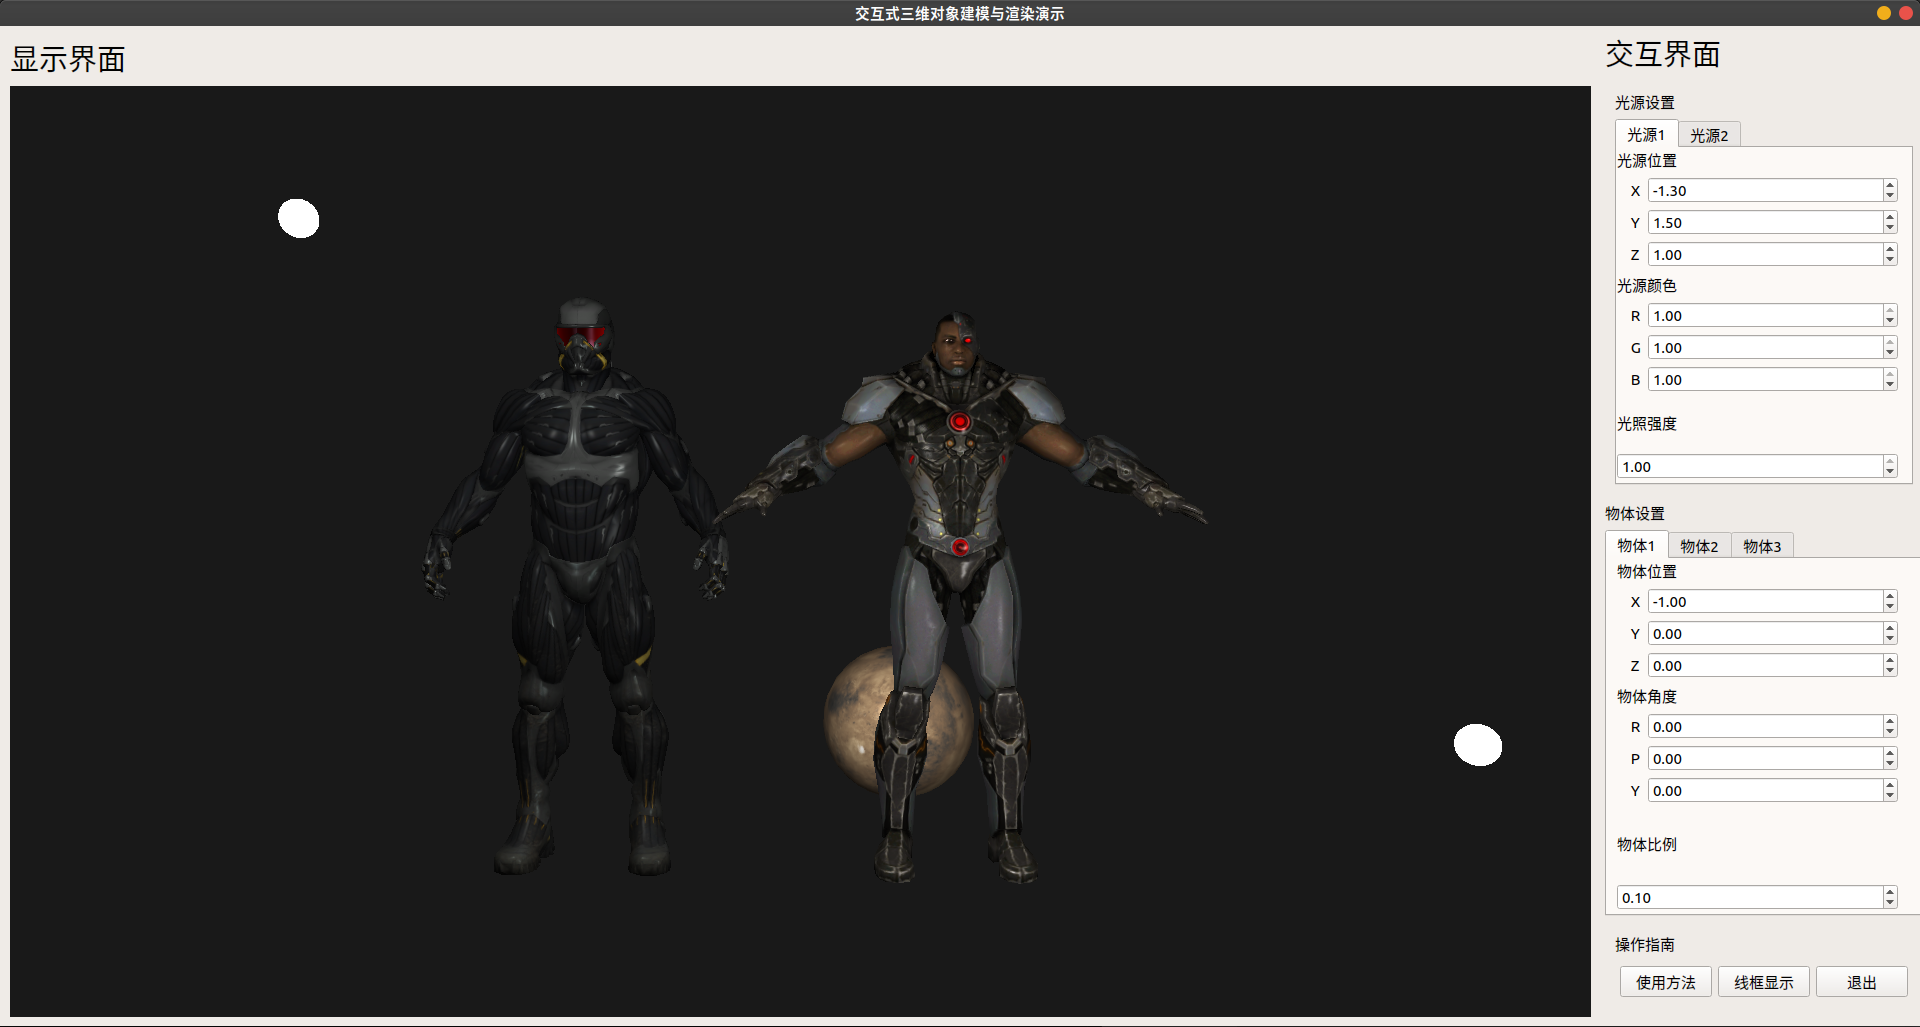 交互式三维对象建模与渲染演示
显示界面
交互界面
光源设置
光源1 光源2
光源位置
X -1.30
Y 1.50
Z 1.00
光源颜色
R 1.00
G 1.00
B 1.00
光照强度
1.00
物体设置
物体1 物体2 物体3
物体位置
X -1.00
Y 0.00
Z 0.00
物体角度
R 0.00
P 0.00
Y 0.00
物体比例
0.10
操作指南
使用方法 线框显示 退出